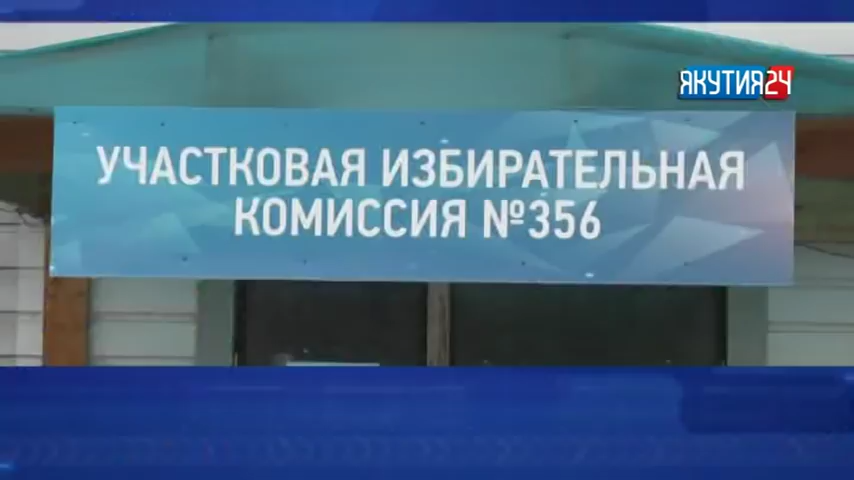 ЯКУТИЯ24
УЧАСТКОВАЯ ИЗБИРАТЕЛЬНАЯ
КОМИССИЯ №356